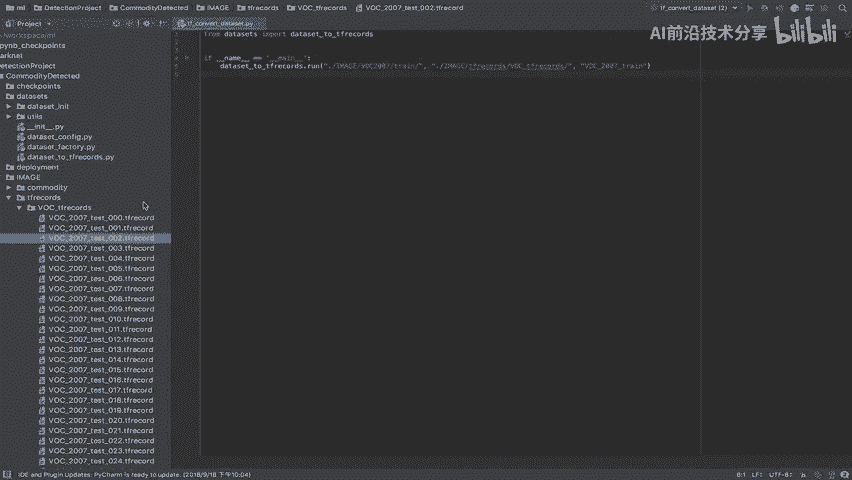 ml DetectionProject CommodityDetected IMAGE tfrecords VOC_tfrecords VOC_2007_test_002.tfrecord tf_convert_dataset (2)
AI前沿技术分享 bilibili
Project tf_convert_dataset.py
~/workspace/ml
pynb_checkpoints
arknet
etectionProject
CommodityDetected
checkpoints
datasets
dataset_init
utils
__init__.py
dataset_config.py
dataset_factory.py
dataset_to_tfrecords.py
deployment
IMAGE
commodity
tfrecords
VOC_tfrecords
VOC_2007_test_000.tfrecord
VOC_2007_test_001.tfrecord
VOC_2007_test_002.tfrecord
VOC_2007_test_003.tfrecord
VOC_2007_test_004.tfrecord
VOC_2007_test_005.tfrecord
VOC_2007_test_006.tfrecord
VOC_2007_test_007.tfrecord
VOC_2007_test_008.tfrecord
VOC_2007_test_009.tfrecord
VOC_2007_test_010.tfrecord
VOC_2007_test_011.tfrecord
VOC_2007_test_012.tfrecord
VOC_2007_test_013.tfrecord
VOC_2007_test_014.tfrecord
VOC_2007_test_015.tfrecord
VOC_2007_test_016.tfrecord
VOC_2007_test_017.tfrecord
VOC_2007_test_018.tfrecord
VOC_2007_test_019.tfrecord
VOC_2007_test_020.tfrecord
VOC_2007_test_021.tfrecord
VOC_2007_test_022.tfrecord
VOC_2007_test_023.tfrecord
VOC_2007_test_024.tfrecord
from datasets import dataset_to_tfrecords
if __name__ == '__main__':
dataset_to_tfrecords.run("./IMAGE/VOC2007/train/", "./IMAGE/tfrecords/VOC_tfrecords/", "VOC_2007_train")
IDE and Plugin Updates: PyCharm is ready to update. (2018/9/18 下午10:04) 6:1 LF÷ UTF-8÷